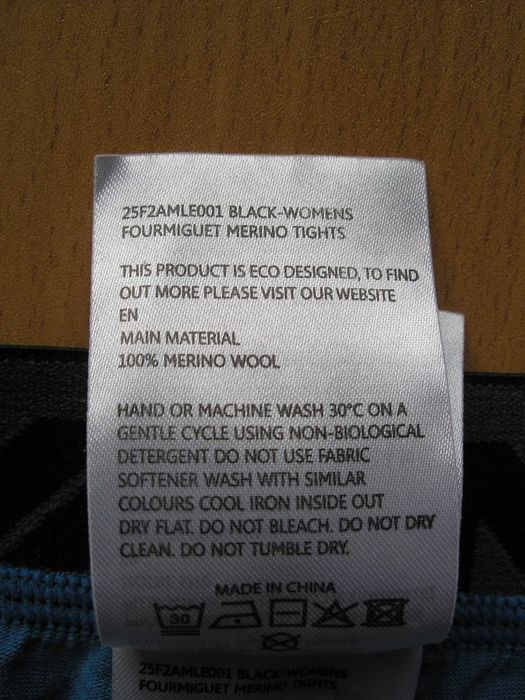 25F2AMLE001 BLACK-WOMENS
FOURMIGUET MERINO TIGHTS
THIS PRODUCT IS ECO DESIGNED, TO FIND
OUT MORE PLEASE VISIT OUR WEBSITE
EN
MAIN MATERIAL
100% MERINO WOOL
HAND OR MACHINE WASH 30°C ON A
GENTLE CYCLE USING NON-BIOLOGICAL
DETERGENT DO NOT USE FABRIC
SOFTENER WASH WITH SIMILAR
COLOURS COOL IRON INSIDE OUT
DRY FLAT. DO NOT BLEACH. DO NOT DRY
CLEAN. DO NOT TUMBLE DRY.
MADE IN CHINA
30
25F2AMLE001 BLACK-WOMENS
FOURMIGUET MERINO TIGHTS